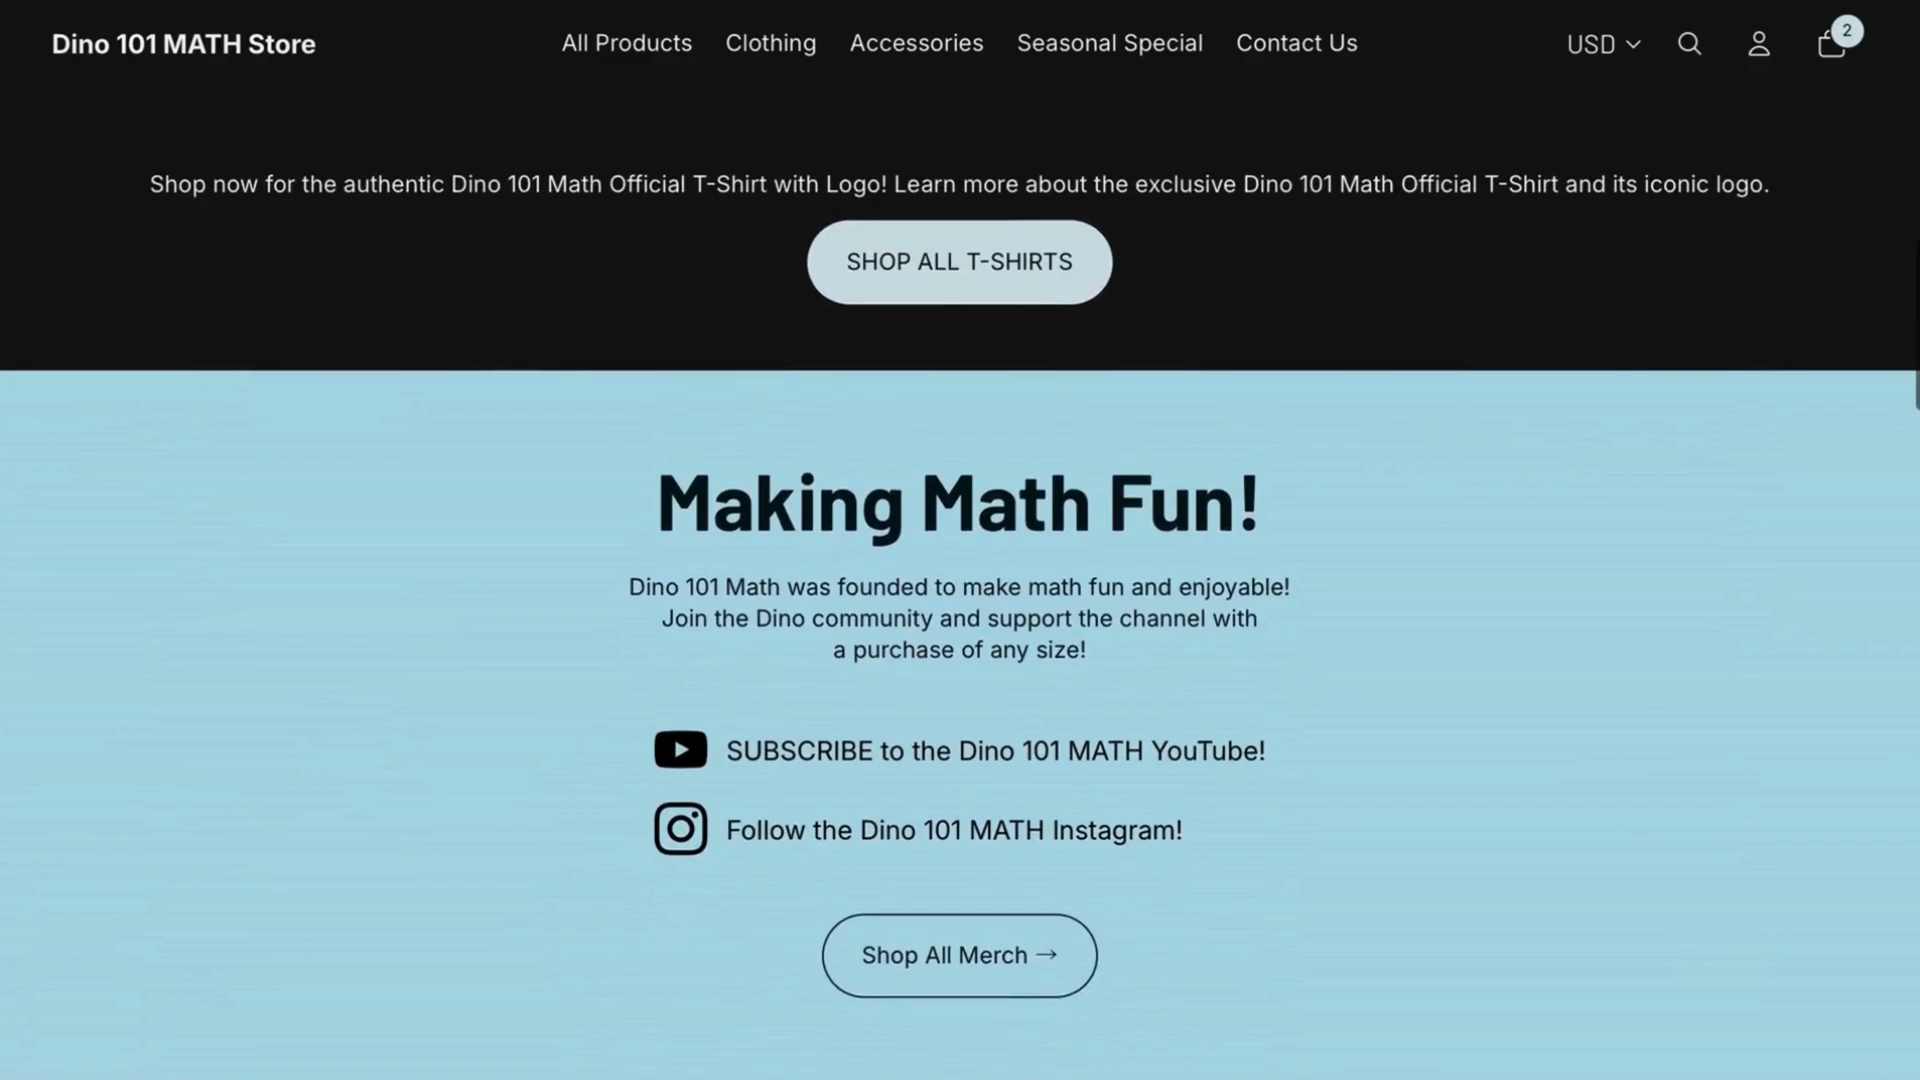 Dino 101 MATH Store
All Products Clothing Accessories Seasonal Special Contact Us
USD
2
Shop now for the authentic Dino 101 Math Official T-Shirt with Logo! Learn more about the exclusive Dino 101 Math Official T-Shirt and its iconic logo.
SHOP ALL T-SHIRTS
Making Math Fun!
Dino 101 Math was founded to make math fun and enjoyable!
Join the Dino community and support the channel with
a purchase of any size!
SUBSCRIBE to the Dino 101 MATH YouTube!
Follow the Dino 101 MATH Instagram!
Shop All Merch →